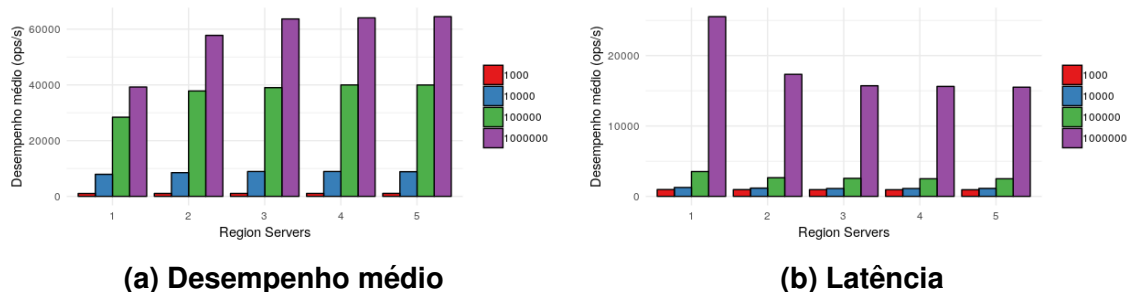 Desempenho médio (ops/s)
60000
40000
20000
0
1 2 3 4 5
Region Servers
1000
10000
100000
1000000
(a) Desempenho médio
Desempenho médio (ops/s)
20000
10000
0
1 2 3 4 5
Region Servers
1000
10000
100000
1000000
(b) Latência